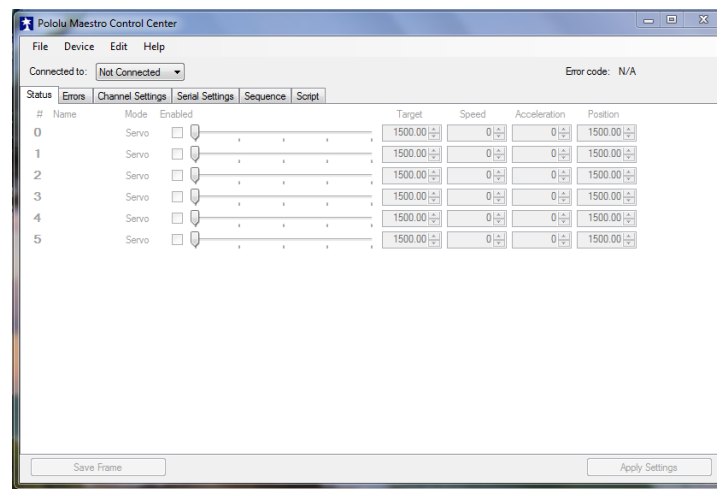 Pololu Maestro Control Center
File Device Edit Help
Connected to: Not Connected Error code: N/A
Status Errors Channel Settings Serial Settings Sequence Script
# Name Mode Enabled Target Speed Acceleration Position
0 Servo 1500.00 0 0 1500.00
1 Servo 1500.00 0 0 1500.00
2 Servo 1500.00 0 0 1500.00
3 Servo 1500.00 0 0 1500.00
4 Servo 1500.00 0 0 1500.00
5 Servo 1500.00 0 0 1500.00
Save Frame Apply Settings